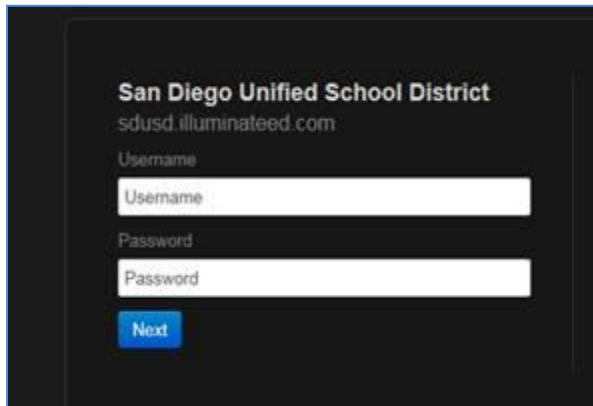 San Diego Unified School District
sdusd.illuminateed.com
Username
Username
Password
Password
Next